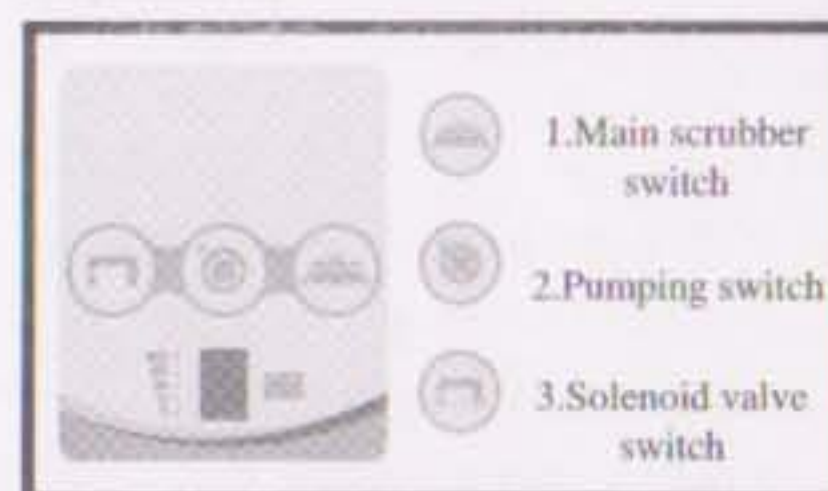 1.Main scrubber
switch
2.Pumping switch
3.Solenoid valve
switch